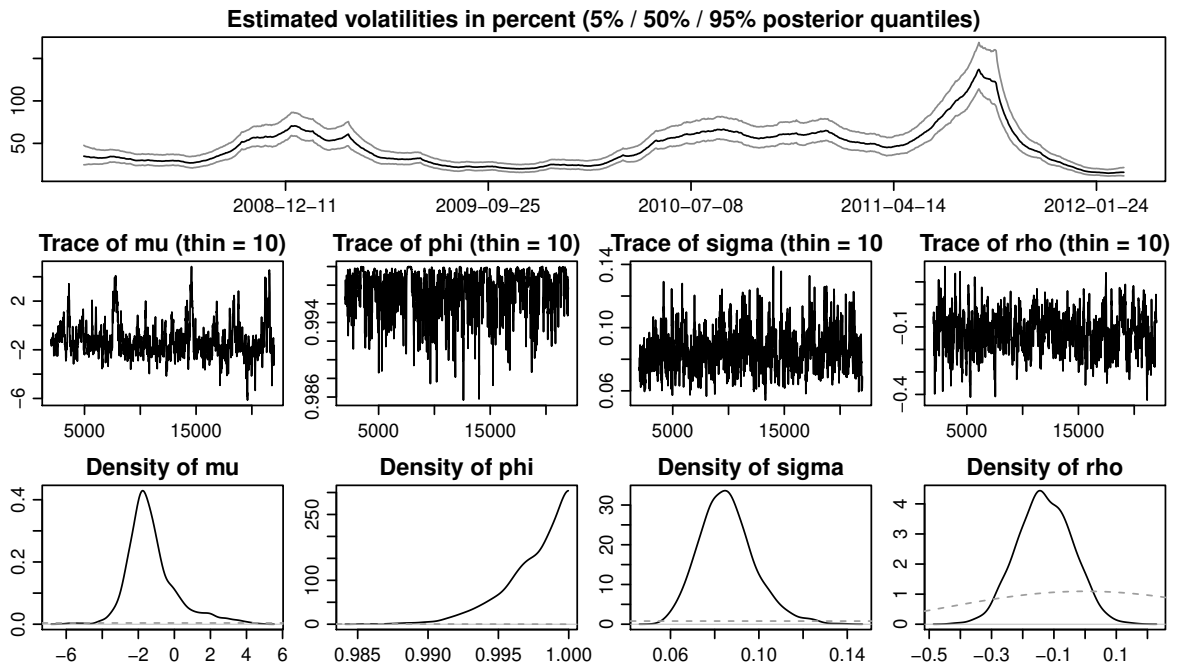 Estimated volatilities in percent (5% / 50% / 95% posterior quantiles)
50 100
2008−12−11 2009−09−25 2010−07−08 2011−04−14 2012−01−24
Trace of mu (thin = 10) Trace of phi (thin = 10) Trace of sigma (thin = 10 Trace of rho (thin = 10)
−6 −2 2
0.986 0.994
0.06 0.10 0.14
−0.4 −0.1
5000 15000 5000 15000 5000 15000 5000 15000
Density of mu Density of phi Density of sigma Density of rho
0.0 0.2 0.4
0 100 250
0 10 20 30
0 1 2 3 4
−6 −2 0 2 4 6 0.985 0.990 0.995 1.000 0.06 0.10 0.14 −0.5 −0.3 −0.1 0.1